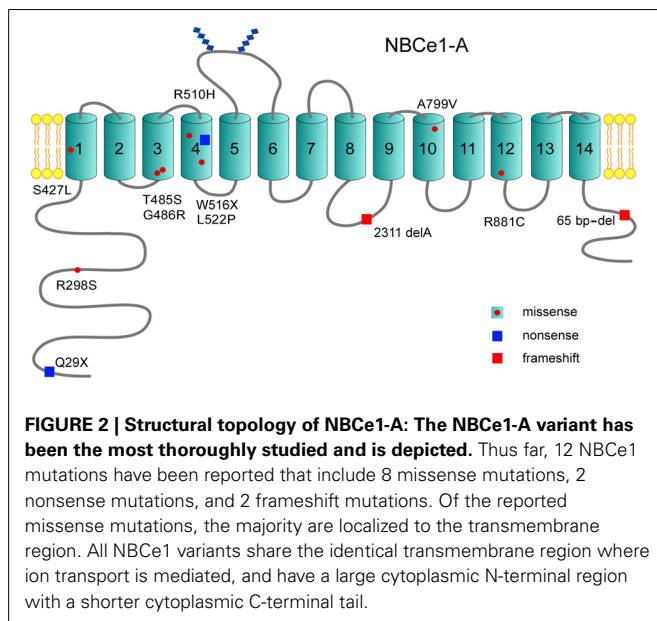 NBCe1-A
R510H
A799V
1 2 3 4 5 6 7 8 9 10 11 12 13 14
S427L
T485S
G486R
W516X
L522P
2311 delA
R881C
65 bp-del
R298S
Q29X
missense
nonsense
frameshift
FIGURE 2 | Structural topology of NBCe1-A: The NBCe1-A variant has
been the most thoroughly studied and is depicted. Thus far, 12 NBCe1
mutations have been reported that include 8 missense mutations, 2
nonsense mutations, and 2 frameshift mutations. Of the reported
missense mutations, the majority are localized to the transmembrane
region. All NBCe1 variants share the identical transmembrane region where
ion transport is mediated, and have a large cytoplasmic N-terminal region
with a shorter cytoplasmic C-terminal tail.